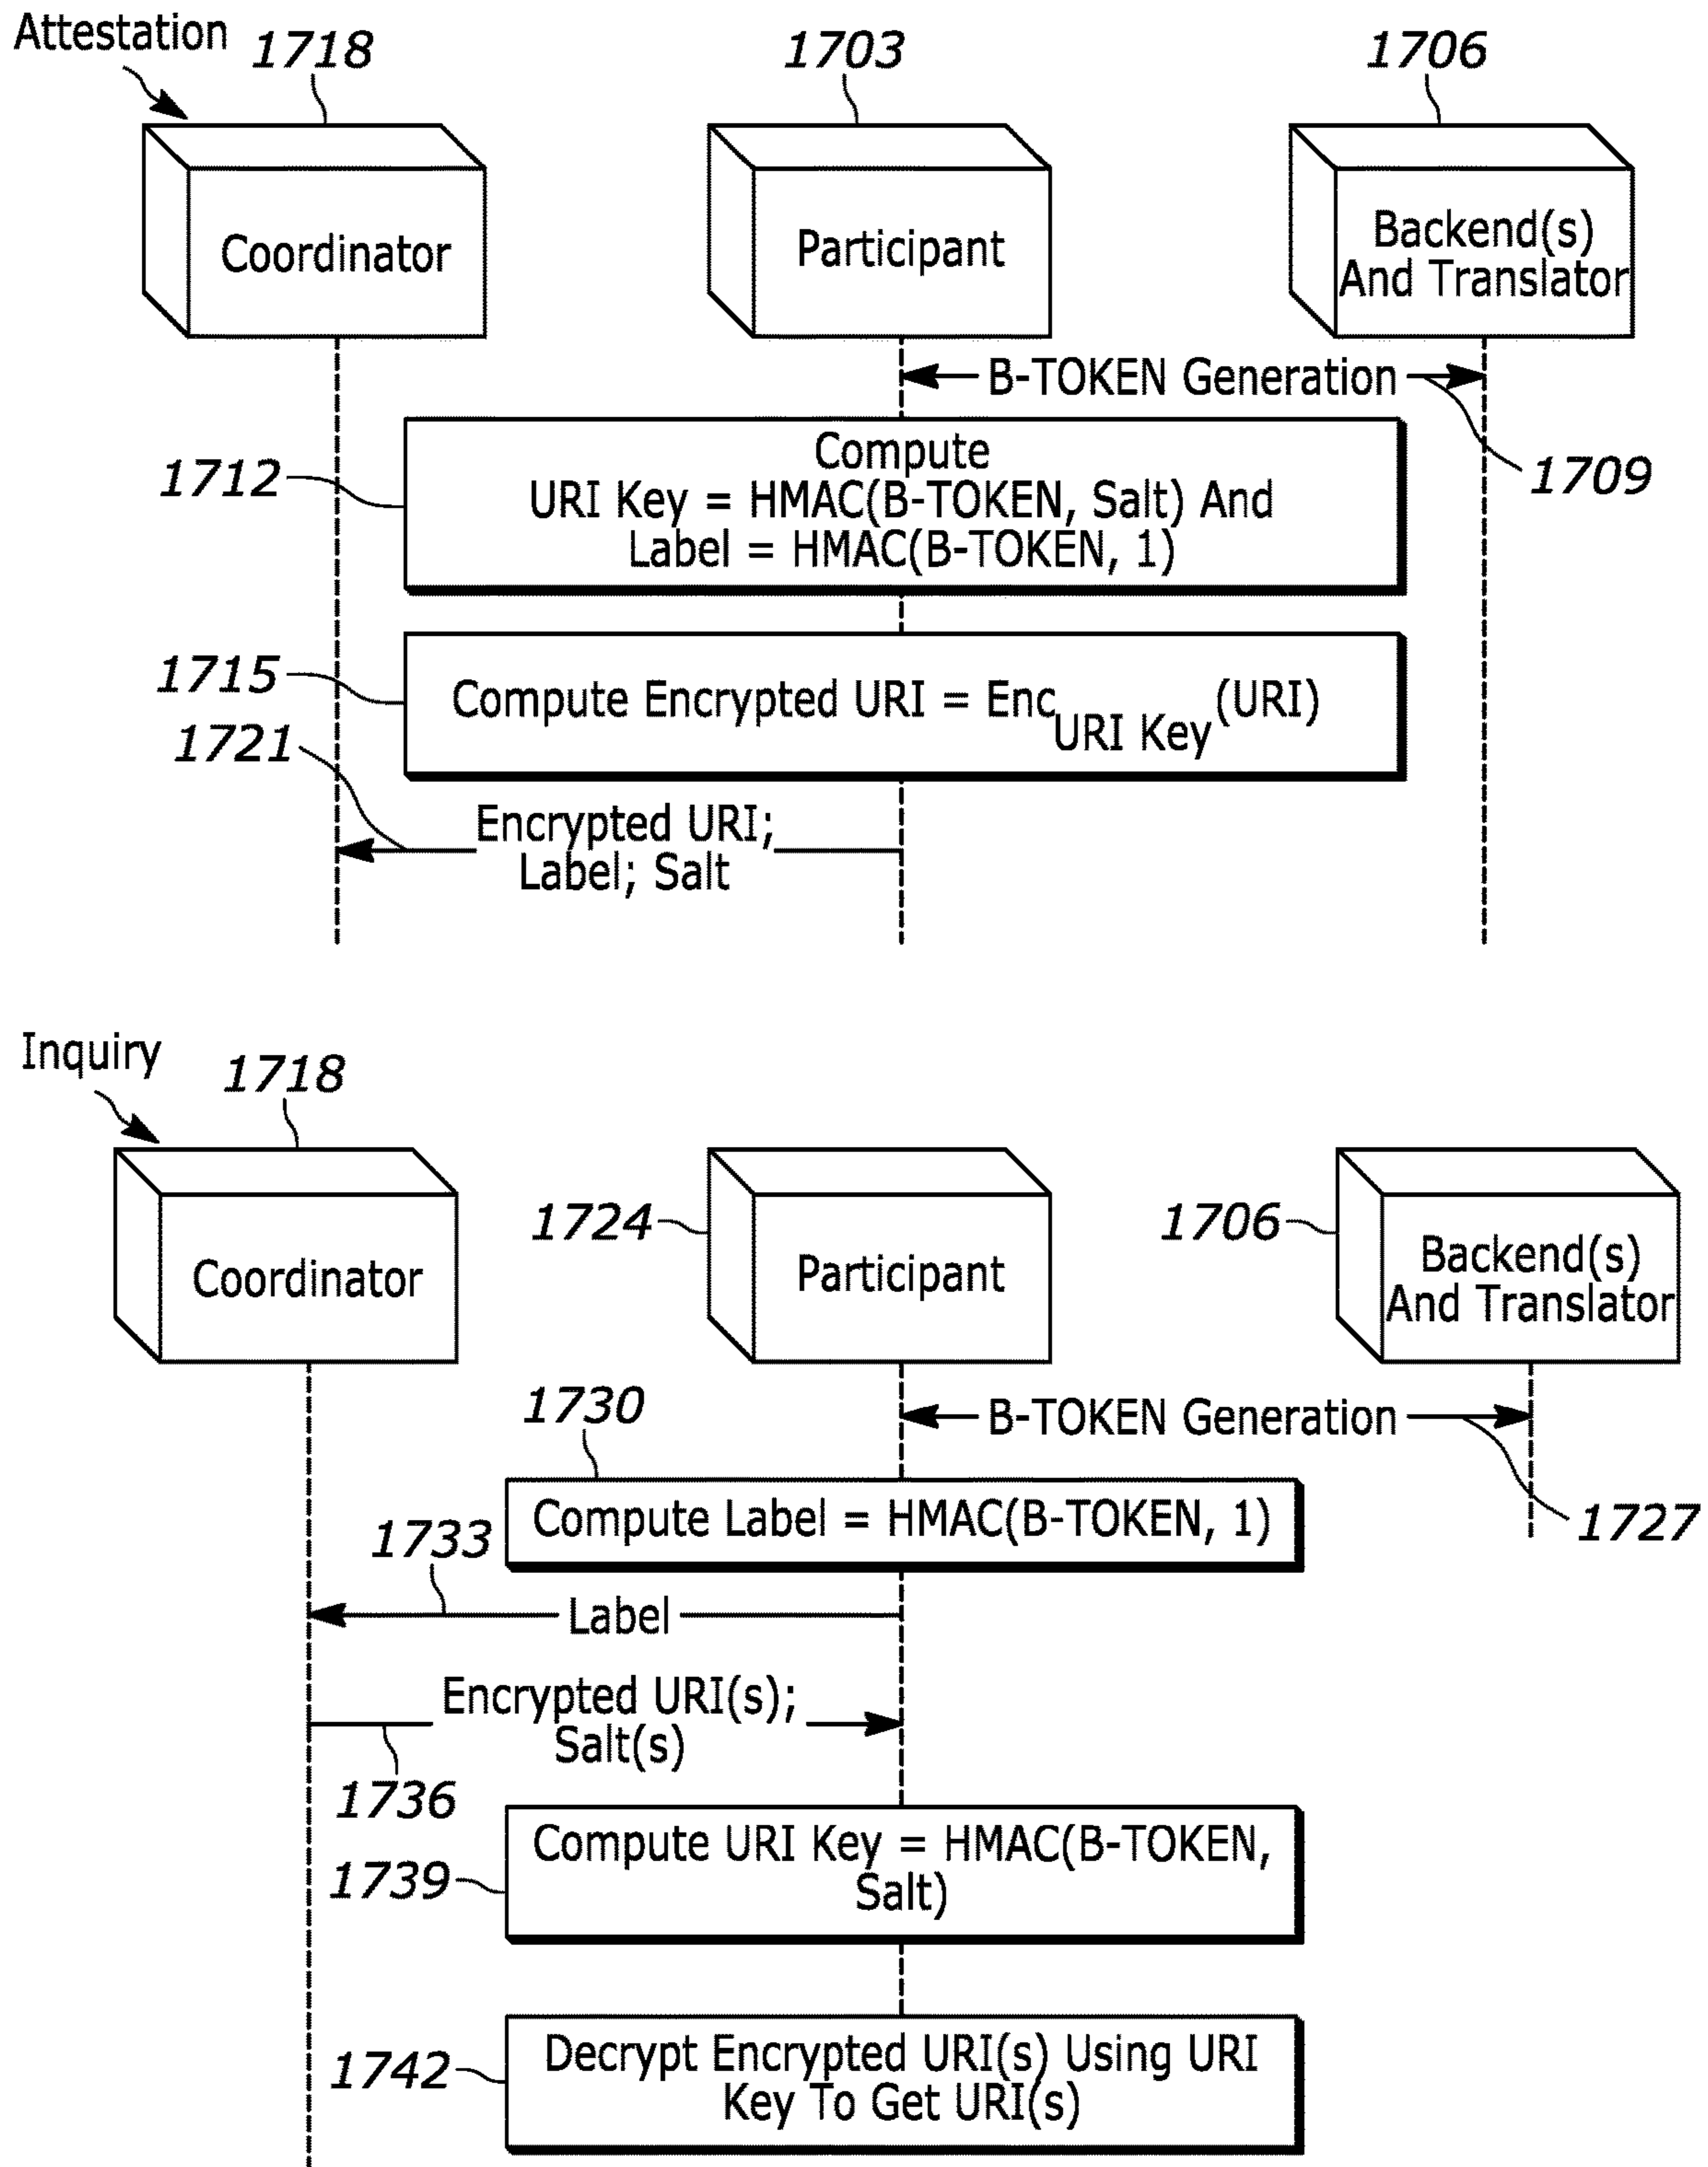 Attestation
1718
1703
1706
Coordinator
Participant
Backend(s)
And Translator
B-TOKEN Generation
1709
1712
Compute
URI Key = HMAC(B-TOKEN, Salt) And
Label = HMAC(B-TOKEN, 1)
1715
Compute Encrypted URI = Enc URI Key (URI)
1721
Encrypted URI;
Label; Salt
Inquiry
1718
1724
1706
Coordinator
Participant
Backend(s)
And Translator
B-TOKEN Generation
1727
1730
Compute Label = HMAC(B-TOKEN, 1)
1733
Label
Encrypted URI(s);
Salt(s)
1736
Compute URI Key = HMAC(B-TOKEN,
Salt)
1739
Decrypt Encrypted URI(s) Using URI
Key To Get URI(s)
1742